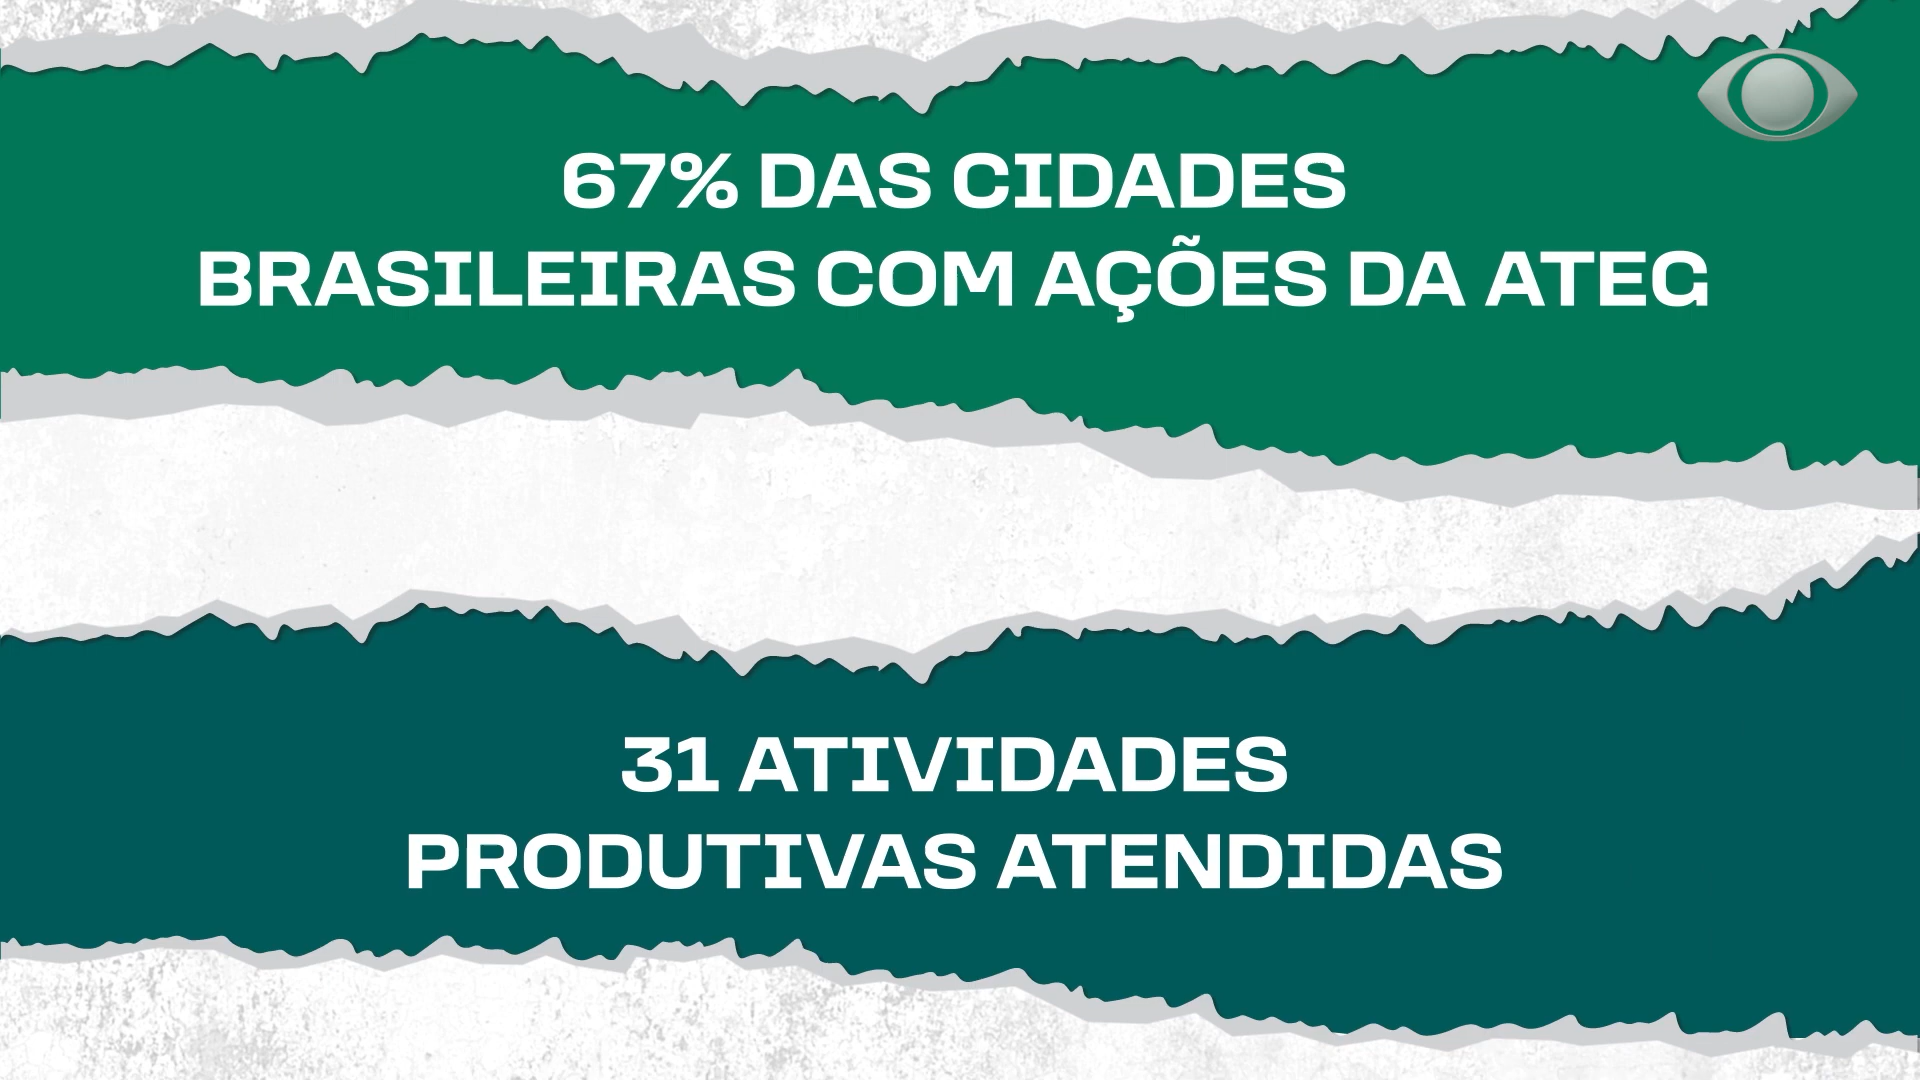 67% DAS CIDADES
BRASILEIRAS COM AÇÕES DA ATEG
31 ATIVIDADES
PRODUTIVAS ATENDIDAS